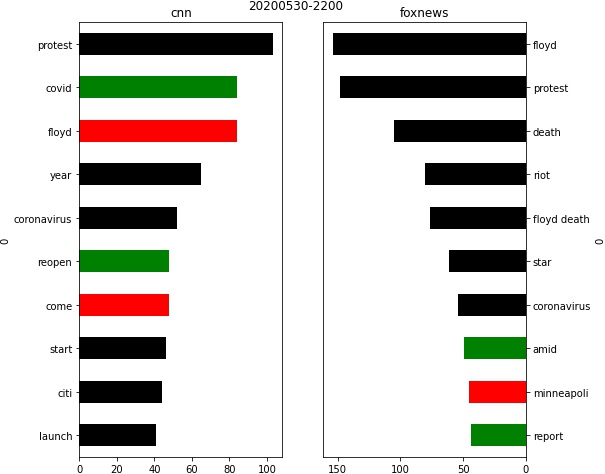 20200530-2200
cnn
foxnews
protest
covid
floyd
year
coronavirus
reopen
come
start
citi
launch
0
0 20 40 60 80 100
floyd
protest
death
riot
floyd death
star
coronavirus
amid
minneapoli
report
0
150 100 50 0